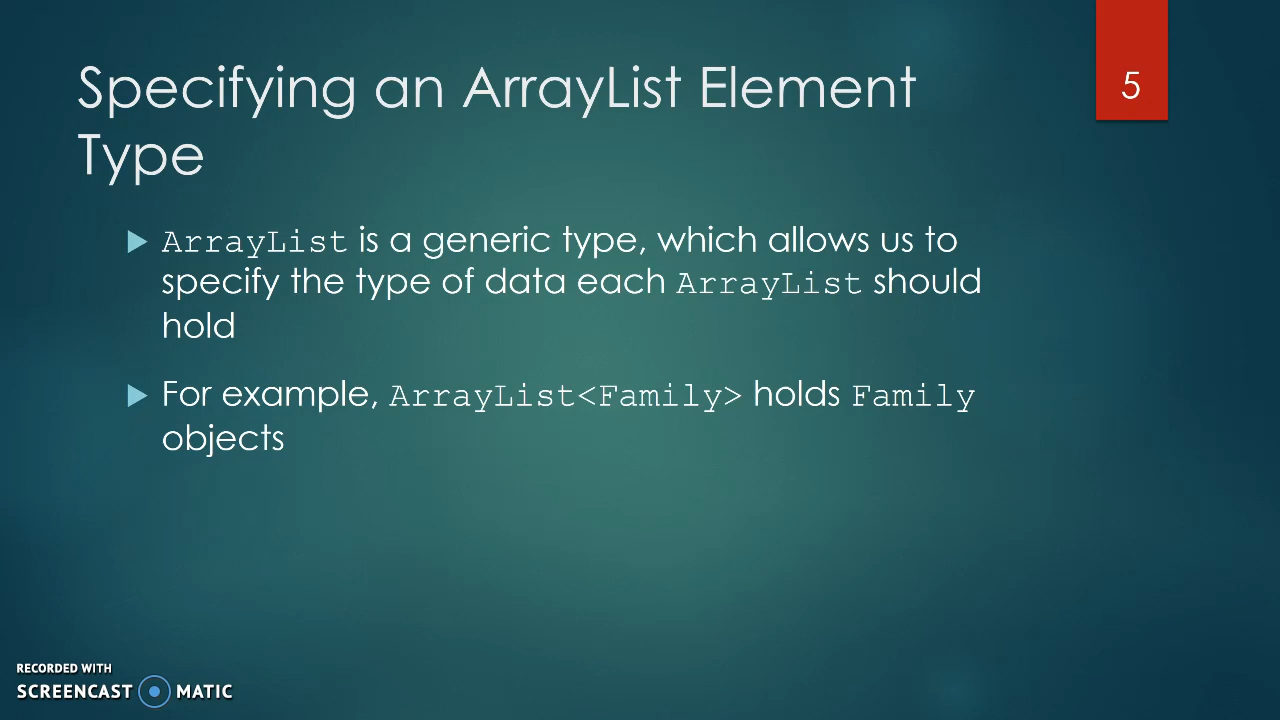 Specifying an ArrayList Element
Type
5
ArrayList is a generic type, which allows us to
specify the type of data each ArrayList should
hold
For example, ArrayList<Family> holds Family
objects
RECORDED WITH
SCREENCAST MATIC